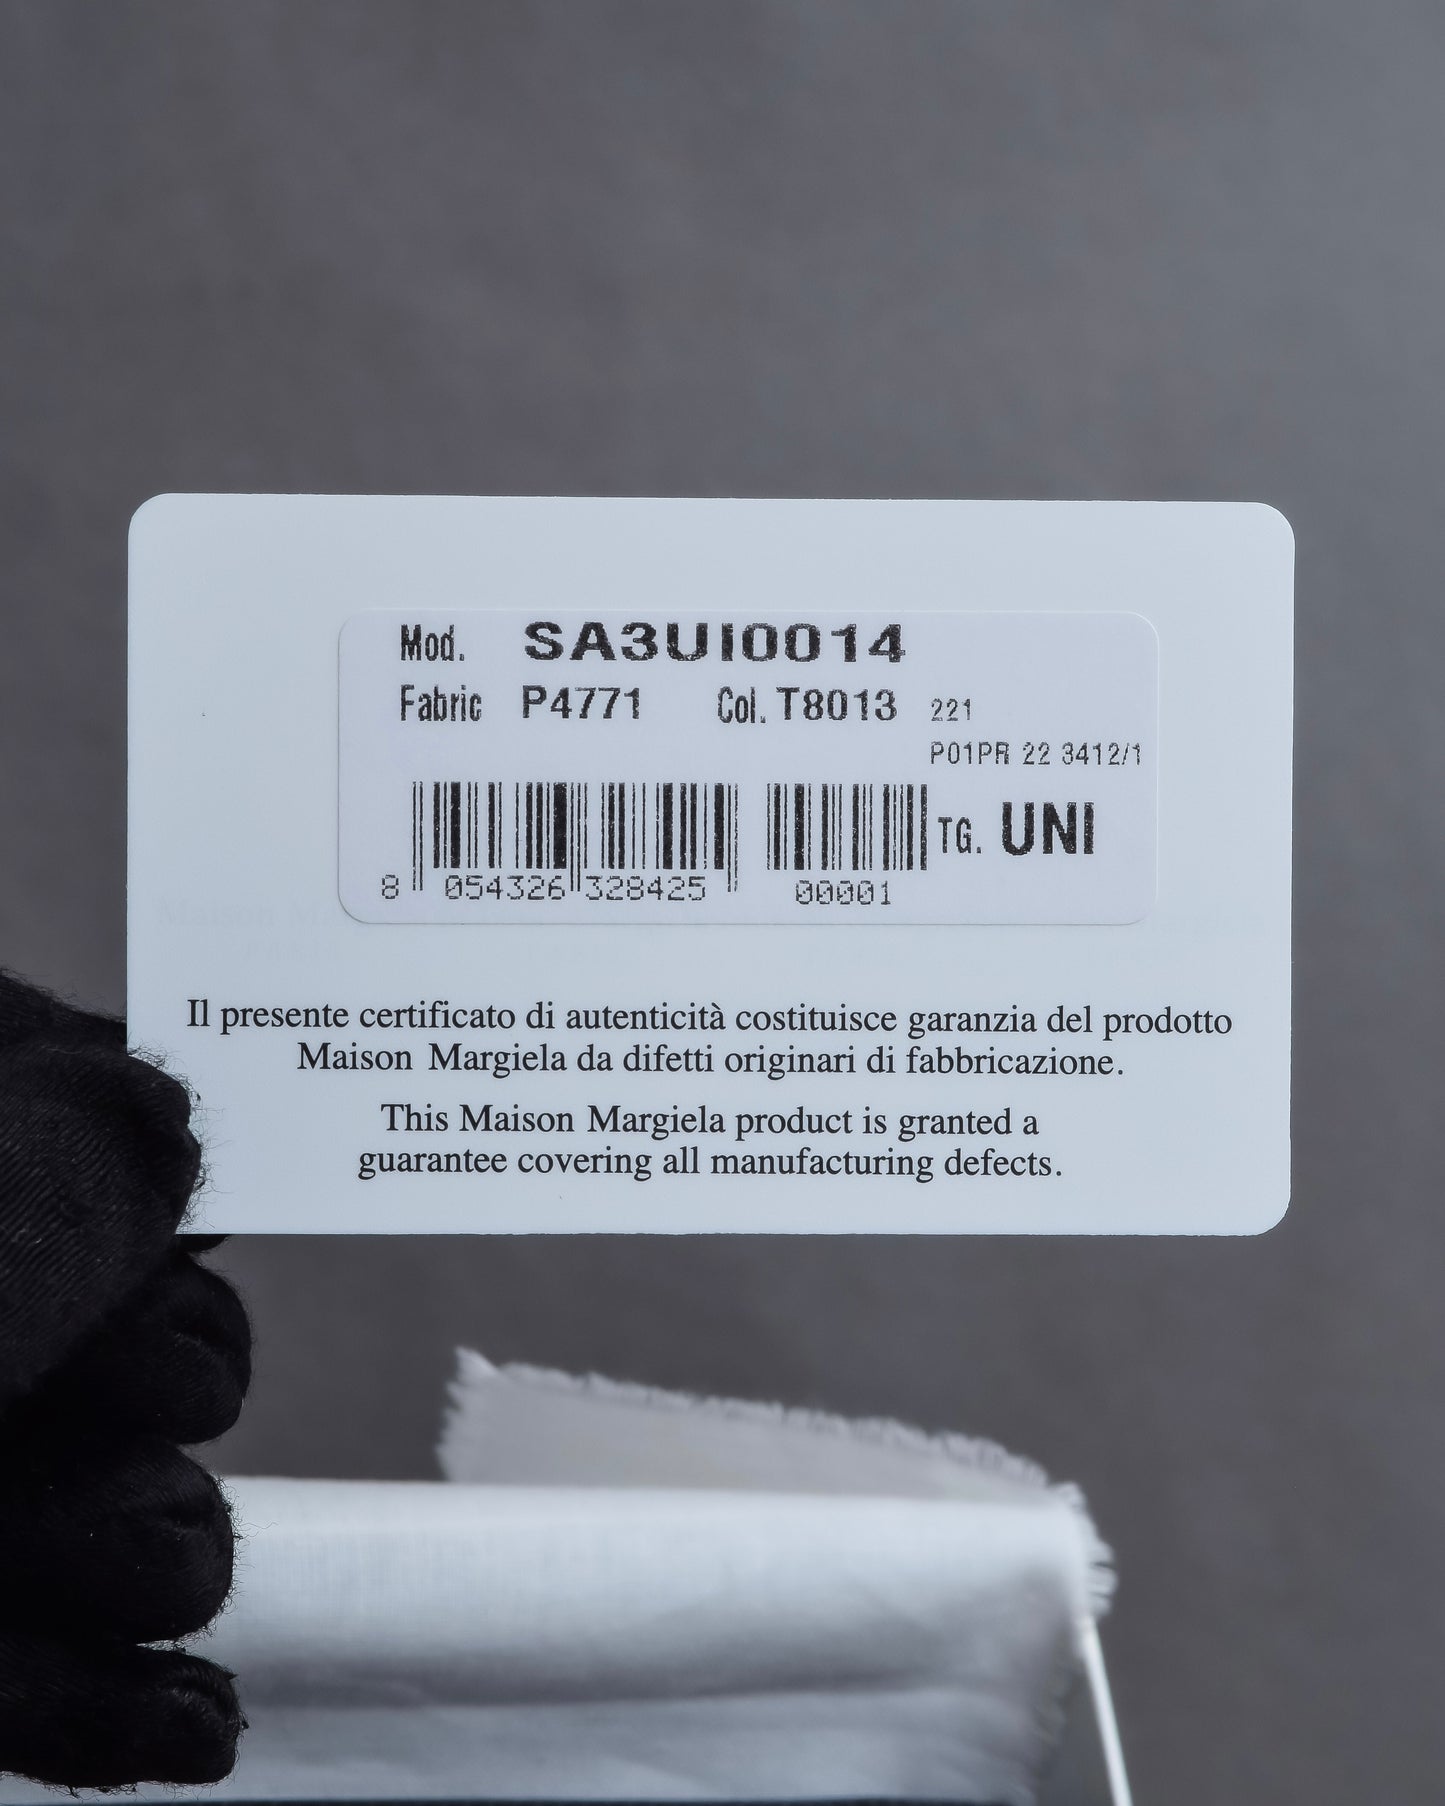 Mod. SA3UI0014
Fabric P4771 Col. T8013 221
P01PR 22 3412/1
TG. UNI
8 054326 328425 00001
Il presente certificato di autenticità costituisce garanzia del prodotto
Maison Margiela da difetti originari di fabbricazione.
This Maison Margiela product is granted a
guarantee covering all manufacturing defects.